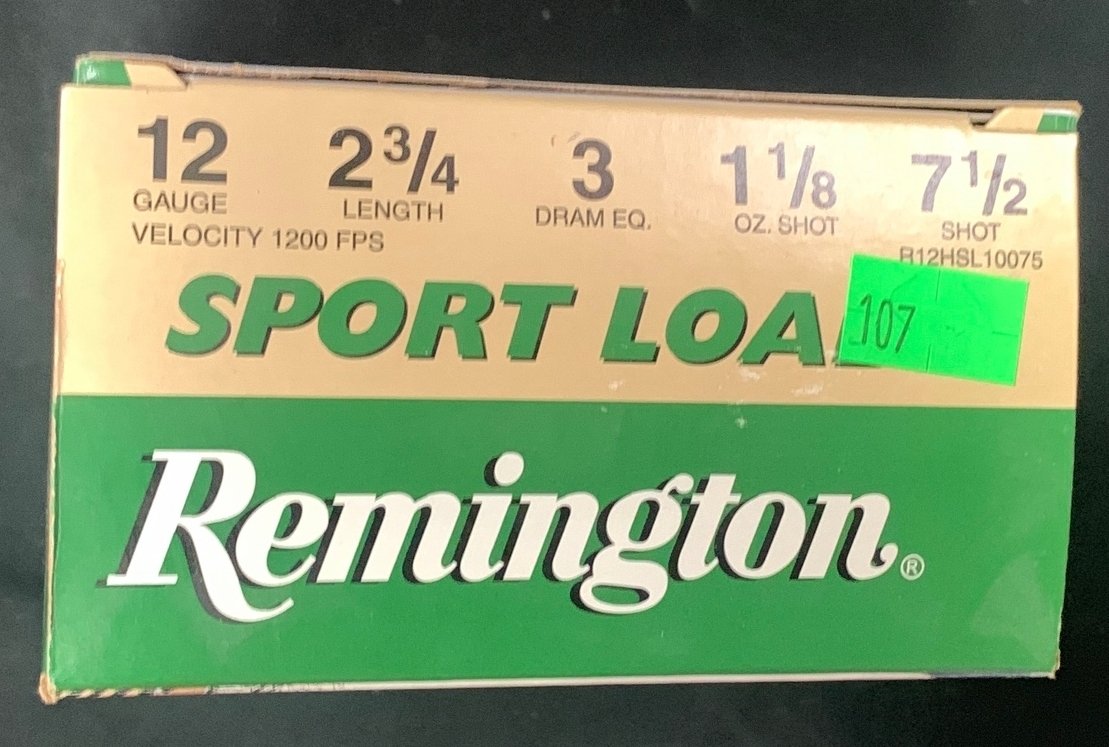 12 2 3/4 3 1 1/8 7 1/2
GAUGE LENGTH DRAM EQ. OZ. SHOT SHOT
VELOCITY 1200 FPS R12HSL10075
SPORT LOA
107
Remington®